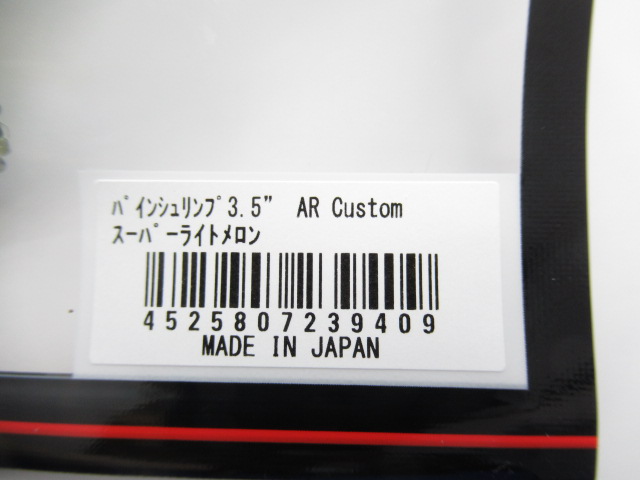 ﾊﾞｲﾝｼｭﾘﾝﾌﾟ3.5” AR Custom
ｽｰﾊﾟｰﾗｲﾄﾒﾛﾝ
4525807239409
MADE IN JAPAN